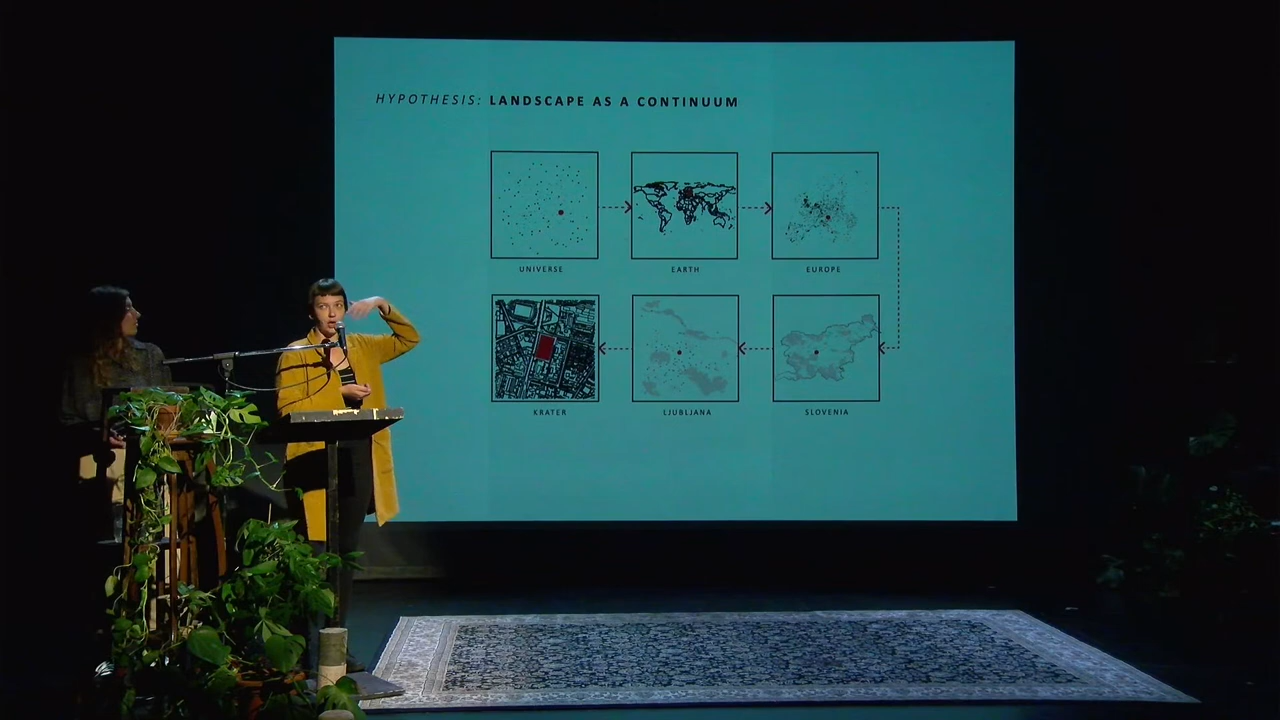 HYPOTHESIS: LANDSCAPE AS A CONTINUUM
UNIVERSE
EARTH
EUROPE
KRATER
LJUBLJANA
SLOVENIA